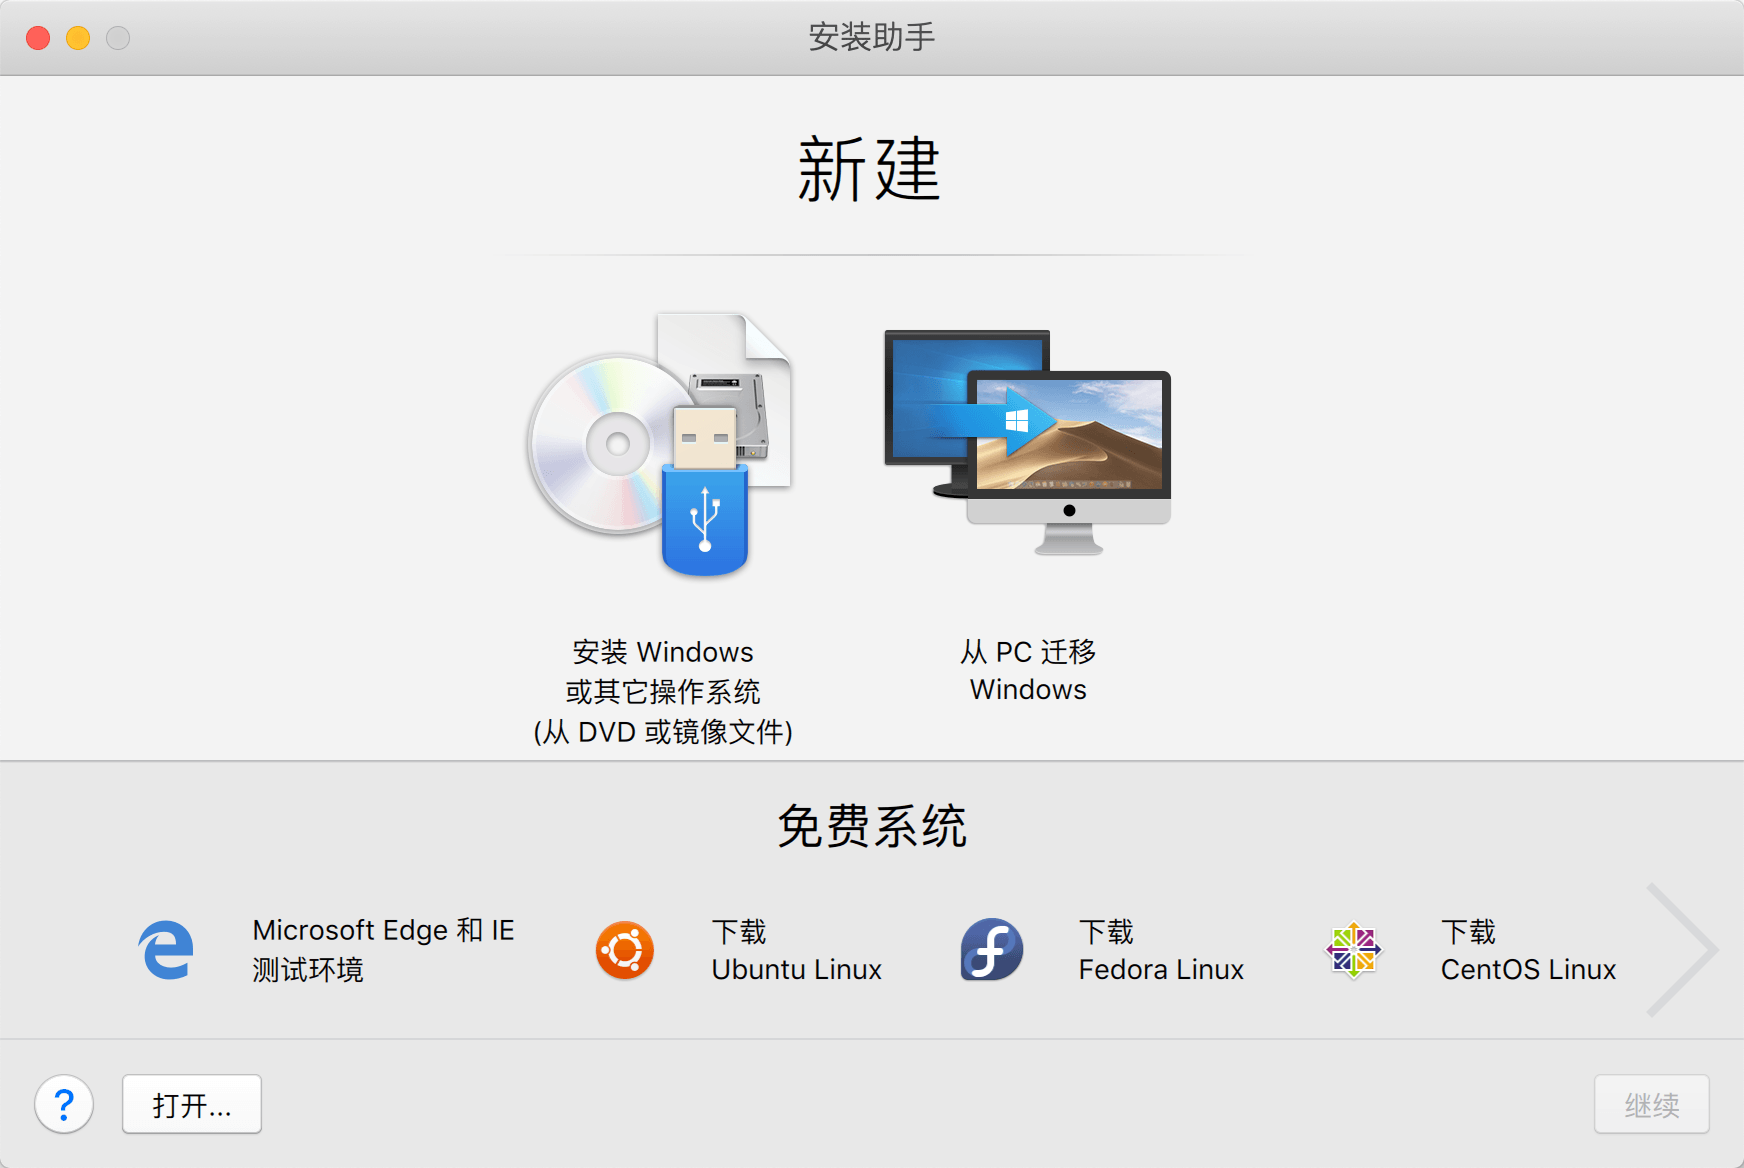 安装助手
新建
安装 Windows
或其它操作系统
(从 DVD 或镜像文件)
从 PC 迁移
Windows
免费系统
Microsoft Edge 和 IE
测试环境
下载
Ubuntu Linux
下载
Fedora Linux
下载
CentOS Linux
?
打开...
继续